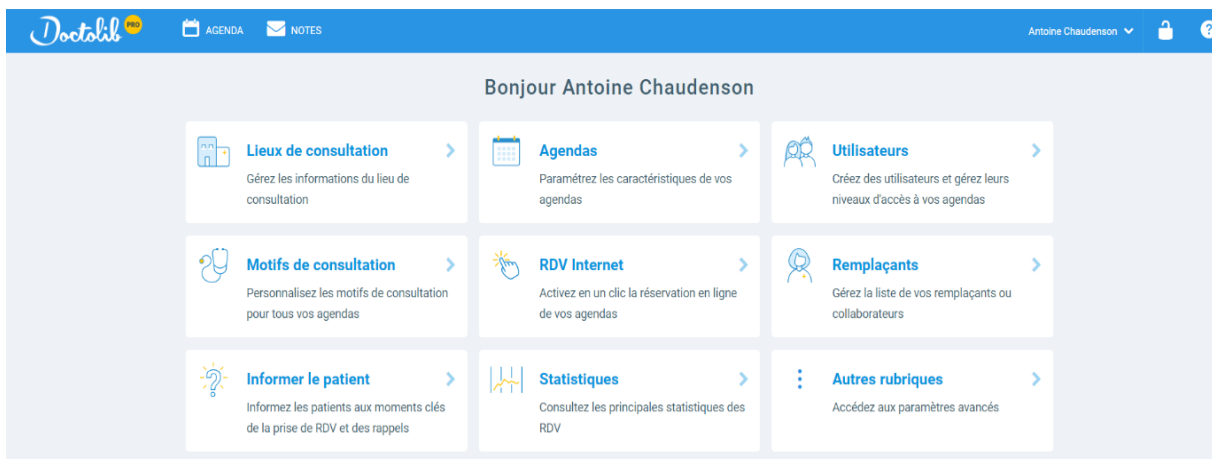 Doctolib PRO AGENDA NOTES Antoine Chaudenson ?
Bonjour Antoine Chaudenson
Lieux de consultation
Gérez les informations du lieu de
consultation
Agendas
Paramétrez les caractéristiques de vos
agendas
Utilisateurs
Créez des utilisateurs et gérez leurs
niveaux d'accès à vos agendas
Motifs de consultation
Personnalisez les motifs de consultation
pour tous vos agendas
RDV Internet
Activez en un clic la réservation en ligne
de vos agendas
Remplaçants
Gérez la liste de vos remplaçants ou
collaborateurs
Informer le patient
Informez les patients aux moments clés
de la prise de RDV et des rappels
Statistiques
Consultez les principales statistiques des
RDV
Autres rubriques
Accédez aux paramètres avancés